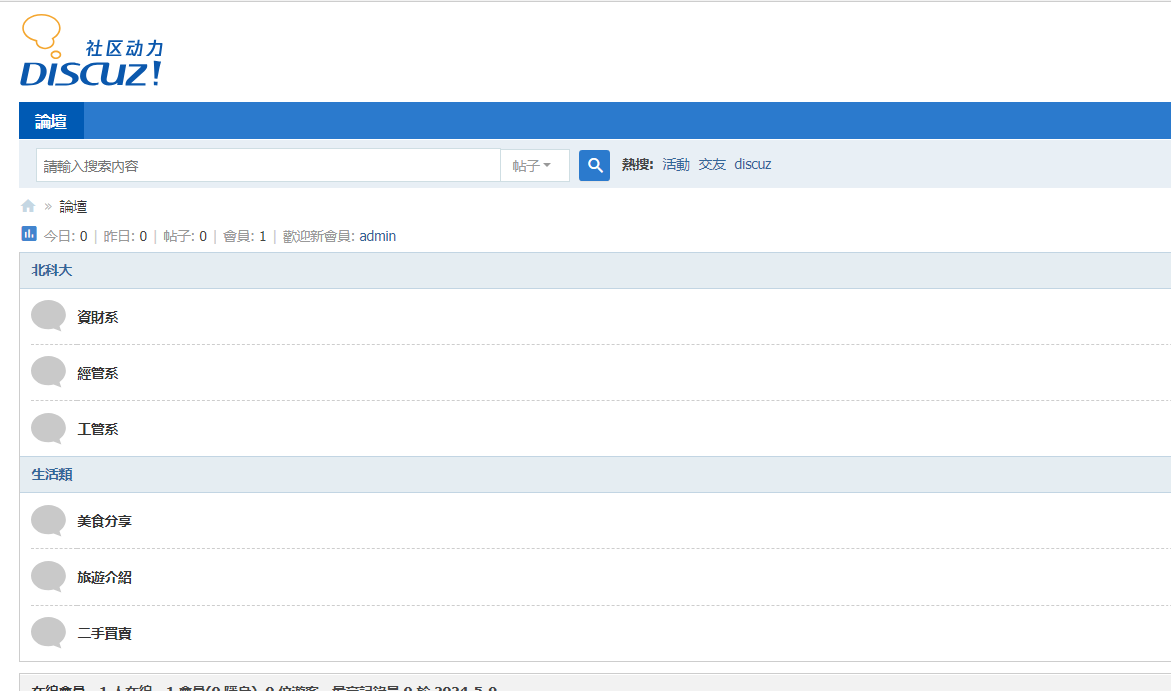 社区动力
DISCUZ!
論壇
請輸入搜索内容 帖子 熱搜: 活動 交友 discuz
» 論壇
今日: 0 | 昨日: 0 | 帖子: 0 | 會員: 1 | 歡迎新會員: admin
北科大
資財系
經管系
工管系
生活類
美食分享
旅遊介紹
二手買賣